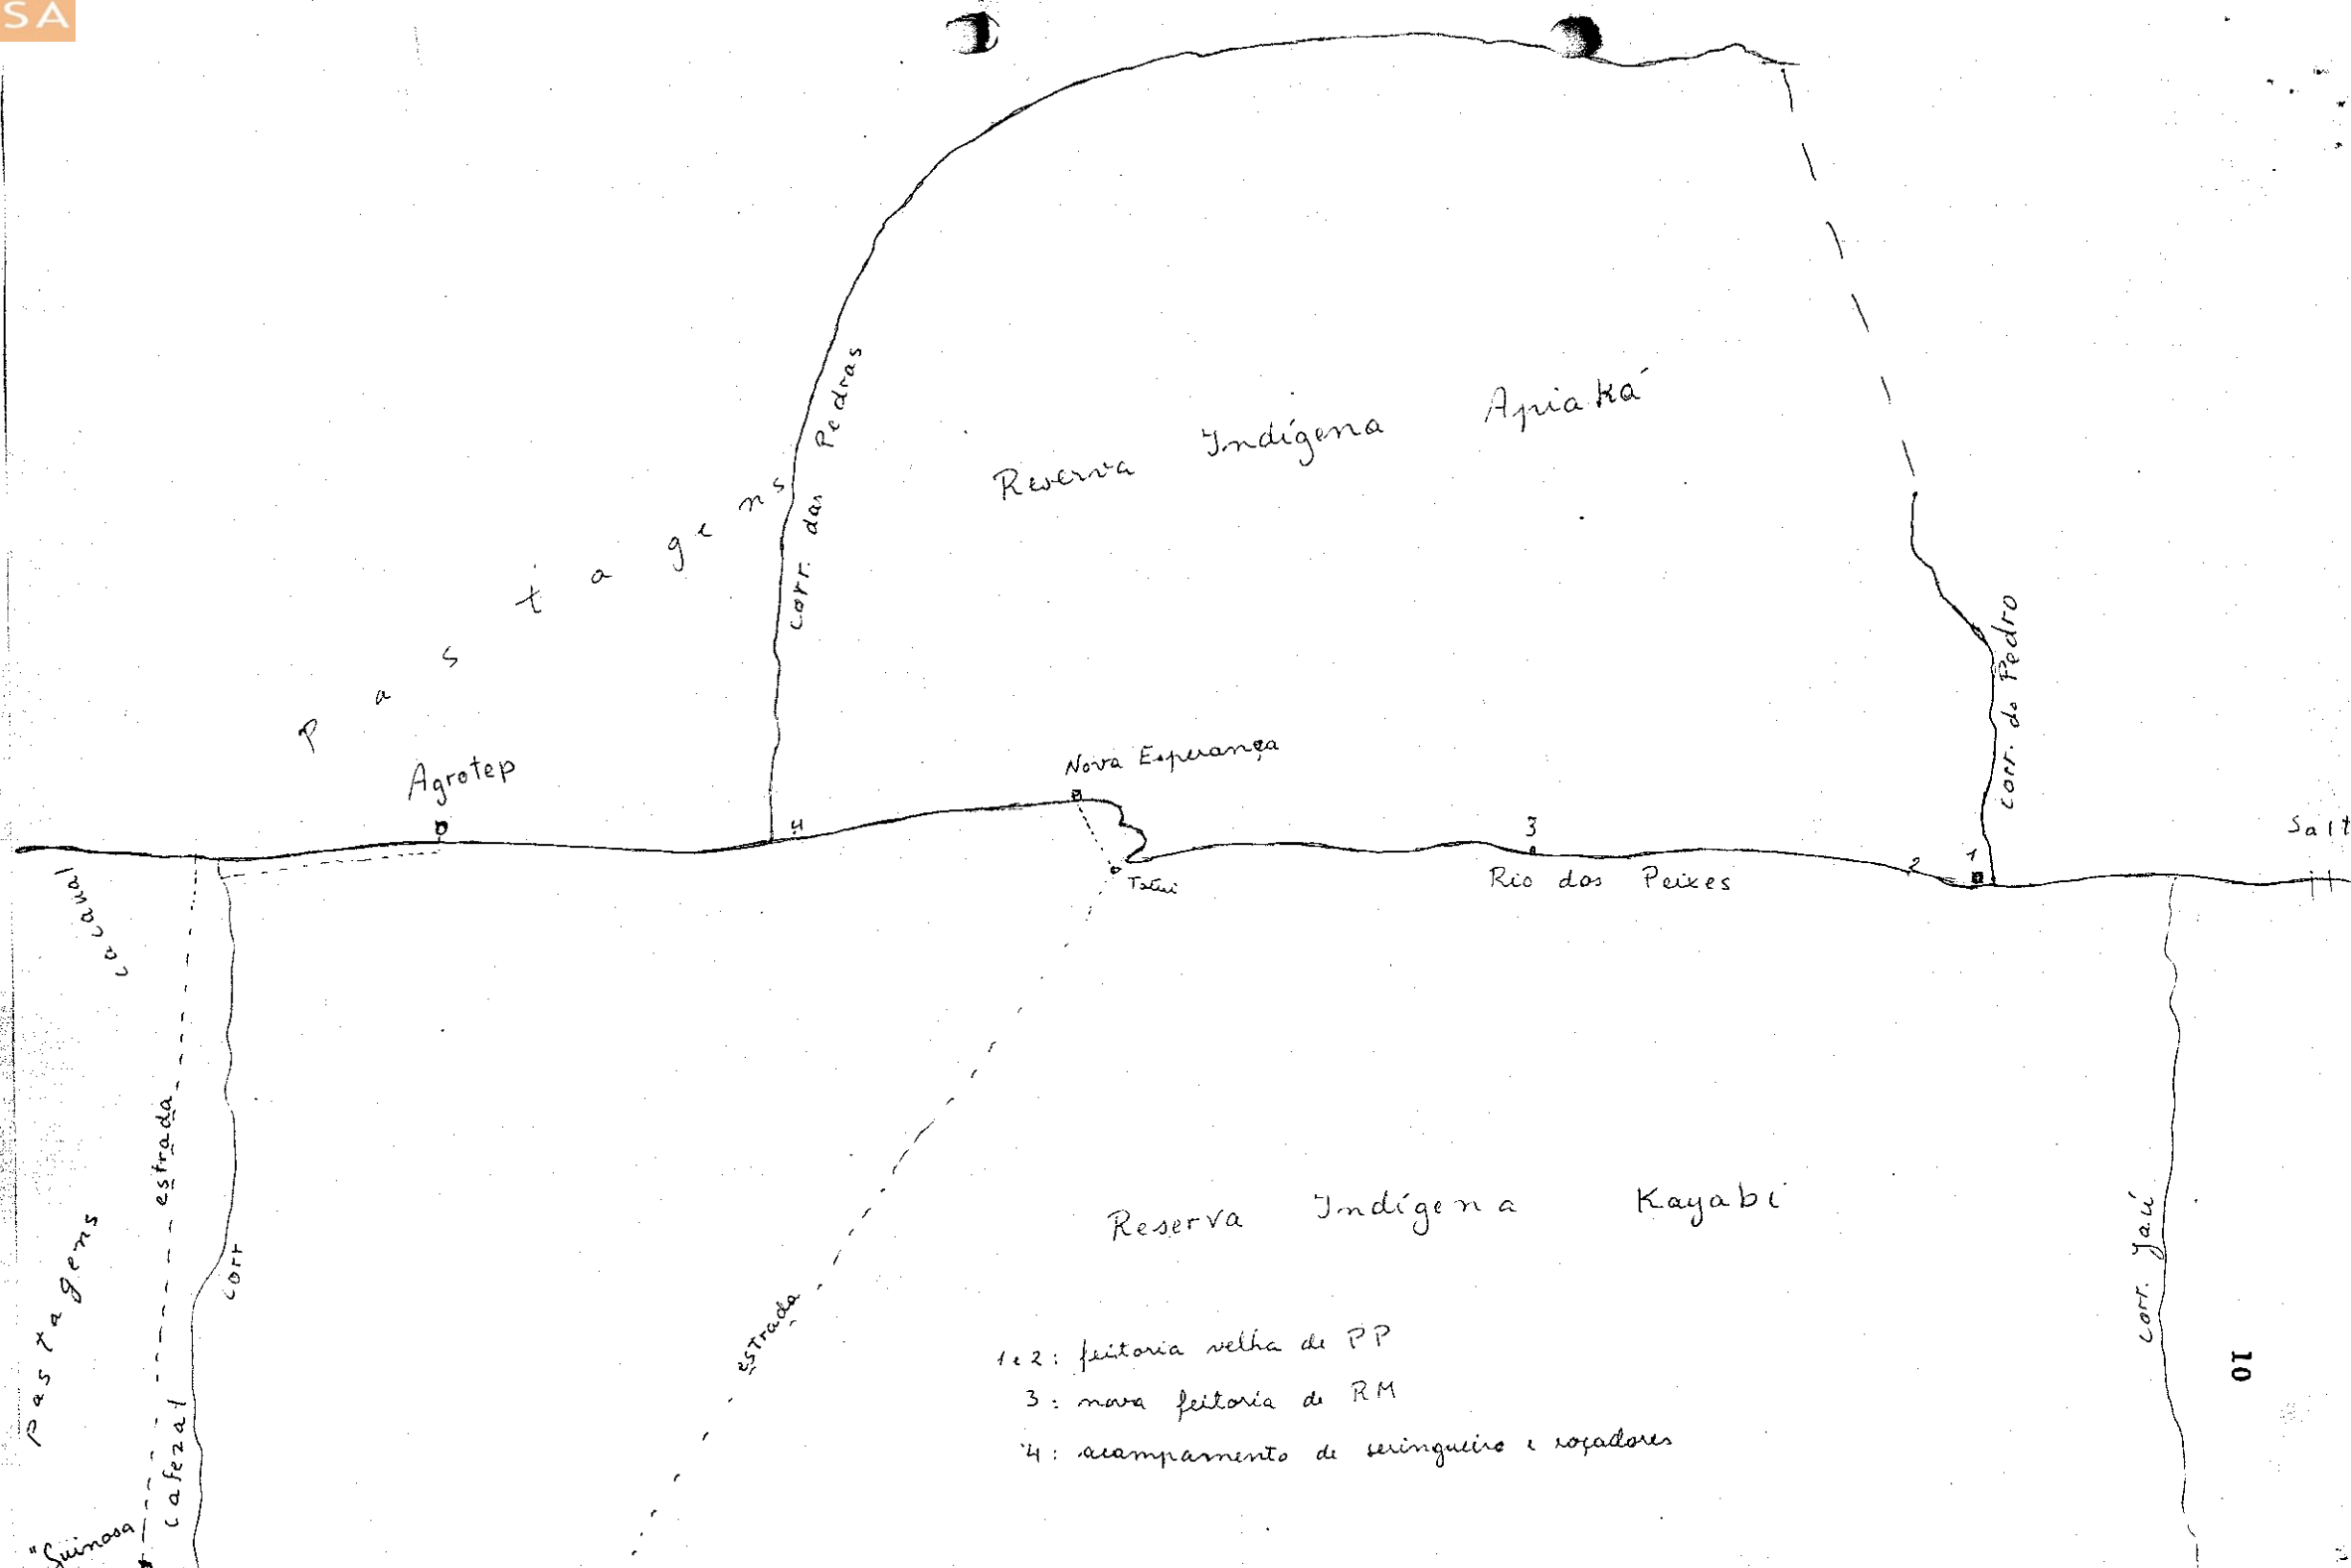 SA
Reserva Indígena Apiaká
corr. das Pedras
Pastagens
corr. do Pedro
Agrotep
Nova Esperança
4
3
2
1
Salt
Tatui
Rio dos Peixes
cacaual
estrada
corr
pastagens
cafezal
estrada
Reserva Indígena Kayabi
corr. Jaú
1 e 2: feitoria velha de PP
3: nova feitoria de RM
4: acampamento de seringueiro e roçadores
10